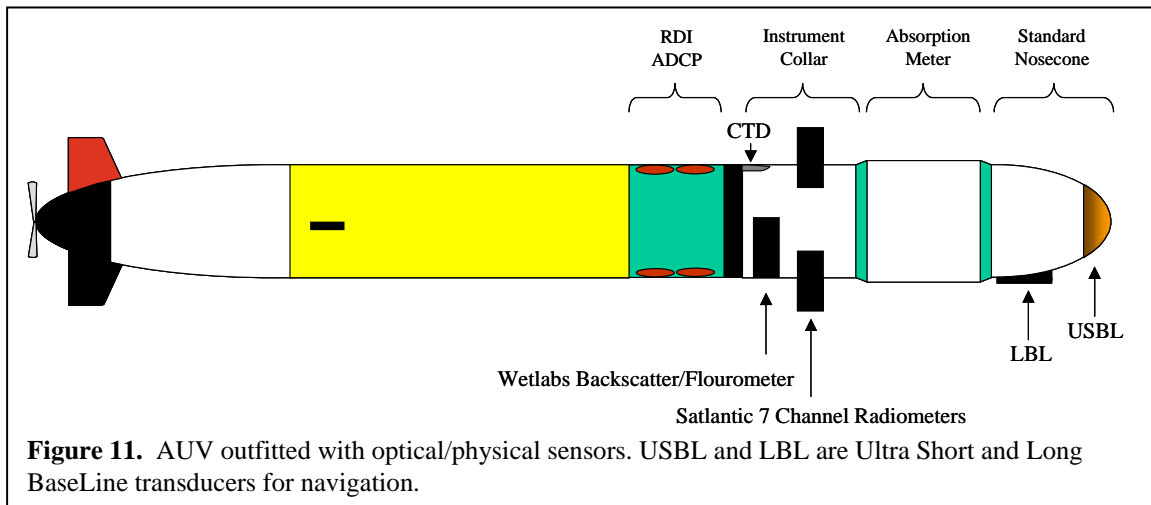 RDI
ADCP
Instrument
Collar
Absorption
Meter
Standard
Nosecone
CTD
USBL
LBL
Wetlabs Backscatter/Flourometer
Satlantic 7 Channel Radiometers
Figure 11. AUV outfitted with optical/physical sensors. USBL and LBL are Ultra Short and Long
BaseLine transducers for navigation.